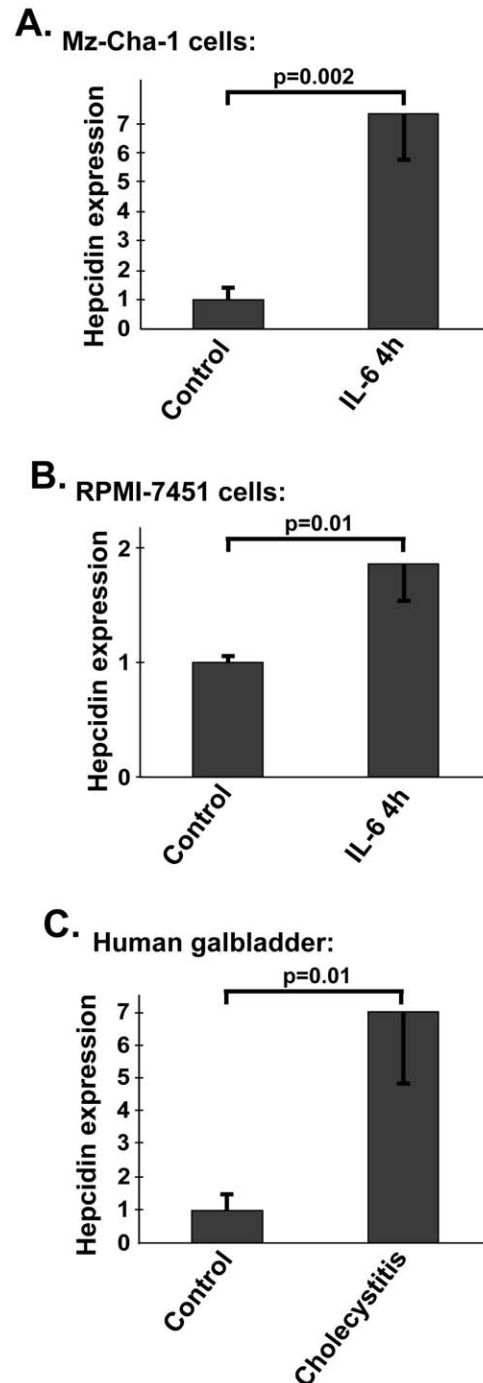 A. Mz-Cha-1 cells:
p=0.002
Hepcidin expression
7
6
5
4
3
2
1
0
Control
IL-6 4h
B. RPMI-7451 cells:
p=0.01
Hepcidin expression
2
1
0
Control
IL-6 4h
C. Human galbladder:
p=0.01
Hepcidin expression
7
6
5
4
3
2
1
0
Control
Cholecystitis